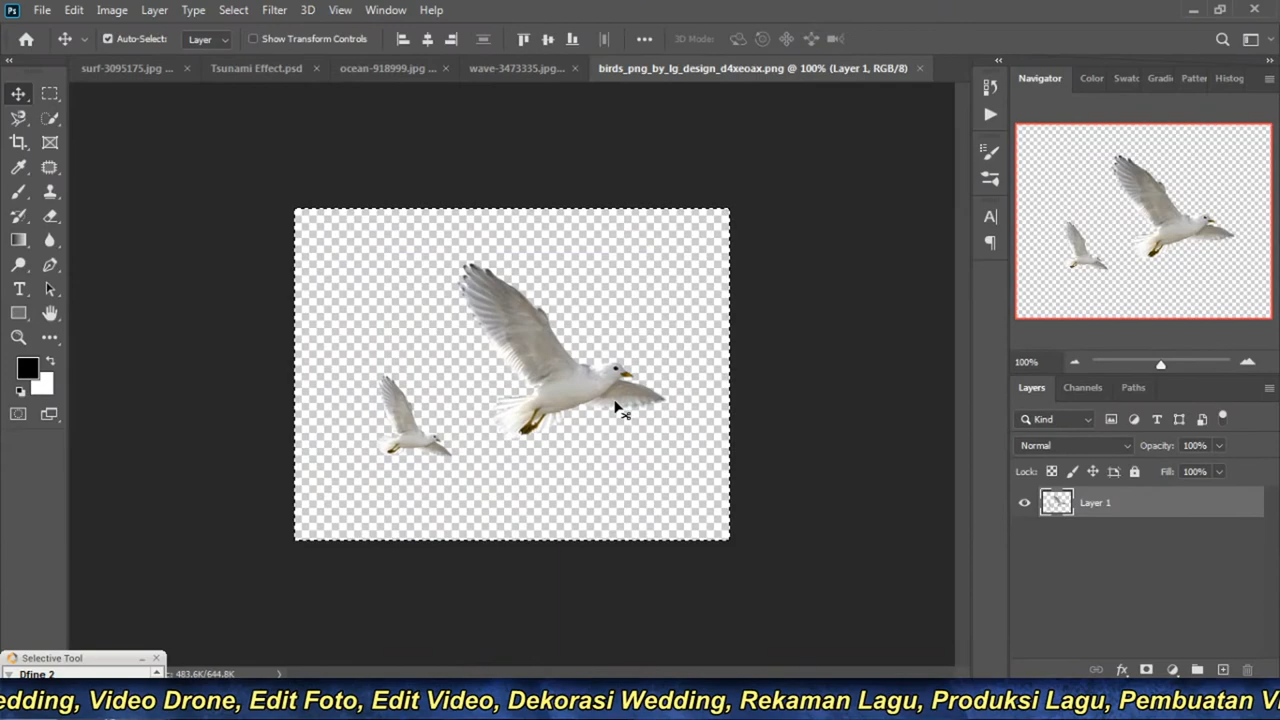 Ps File Edit Image Layer Type Select Filter 3D View Window Help
Auto-Select: Layer Show Transform Controls 3D Mode:
surf-3095175.jpg ... Tsunami Effect.psd ocean-918999.jpg ... wave-3473335.jpg... birds_png_by_lg_design_d4xeoax.png @ 100% (Layer 1, RGB/8)
Navigator Color Swatc Gradi Patter Histog
100%
Layers Channels Paths
Kind
Normal Opacity: 100%
Lock: Fill: 100%
Layer 1
Selective Tool
Dfine 2
483.6K/644.8K
edding, Video Drone, Edit Foto, Edit Video, Dekorasi Wedding, Rekaman Lagu, Produksi Lagu, Pembuatan V